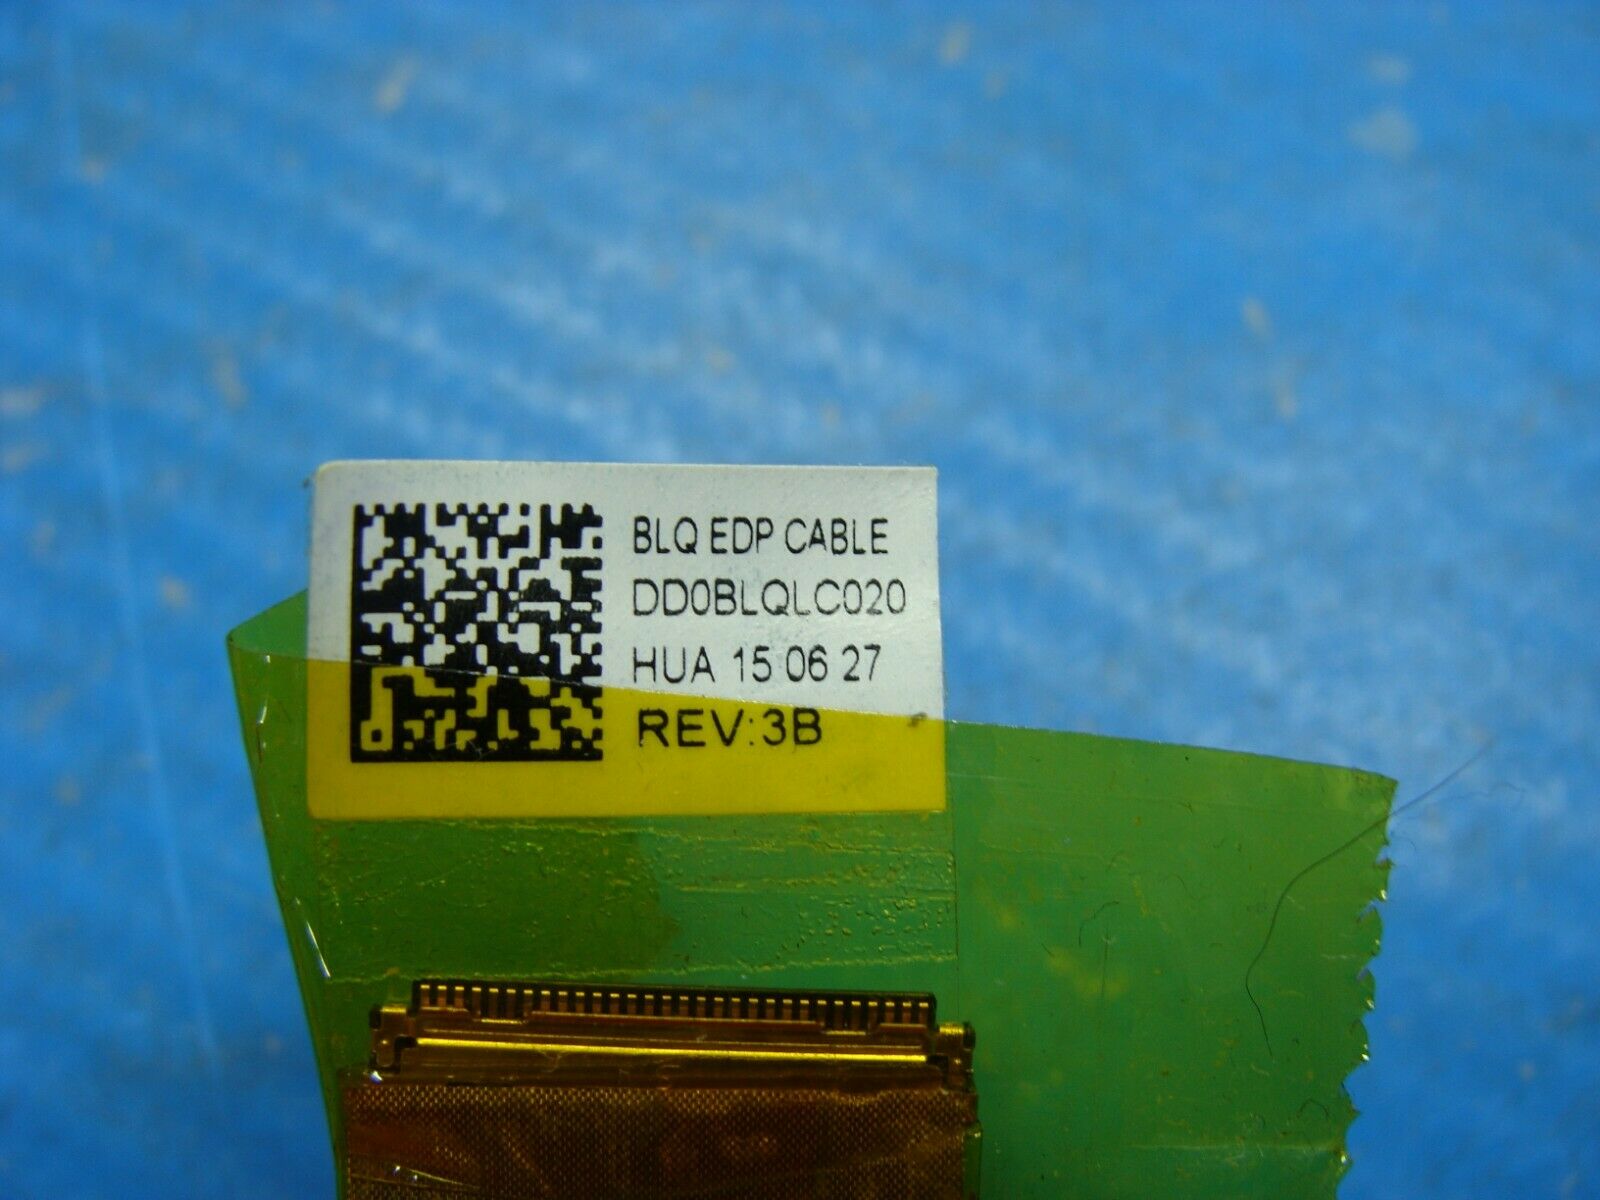 BLQ EDP CABLE
DD0BLQLC020
HUA 15 06 27
REV:3B